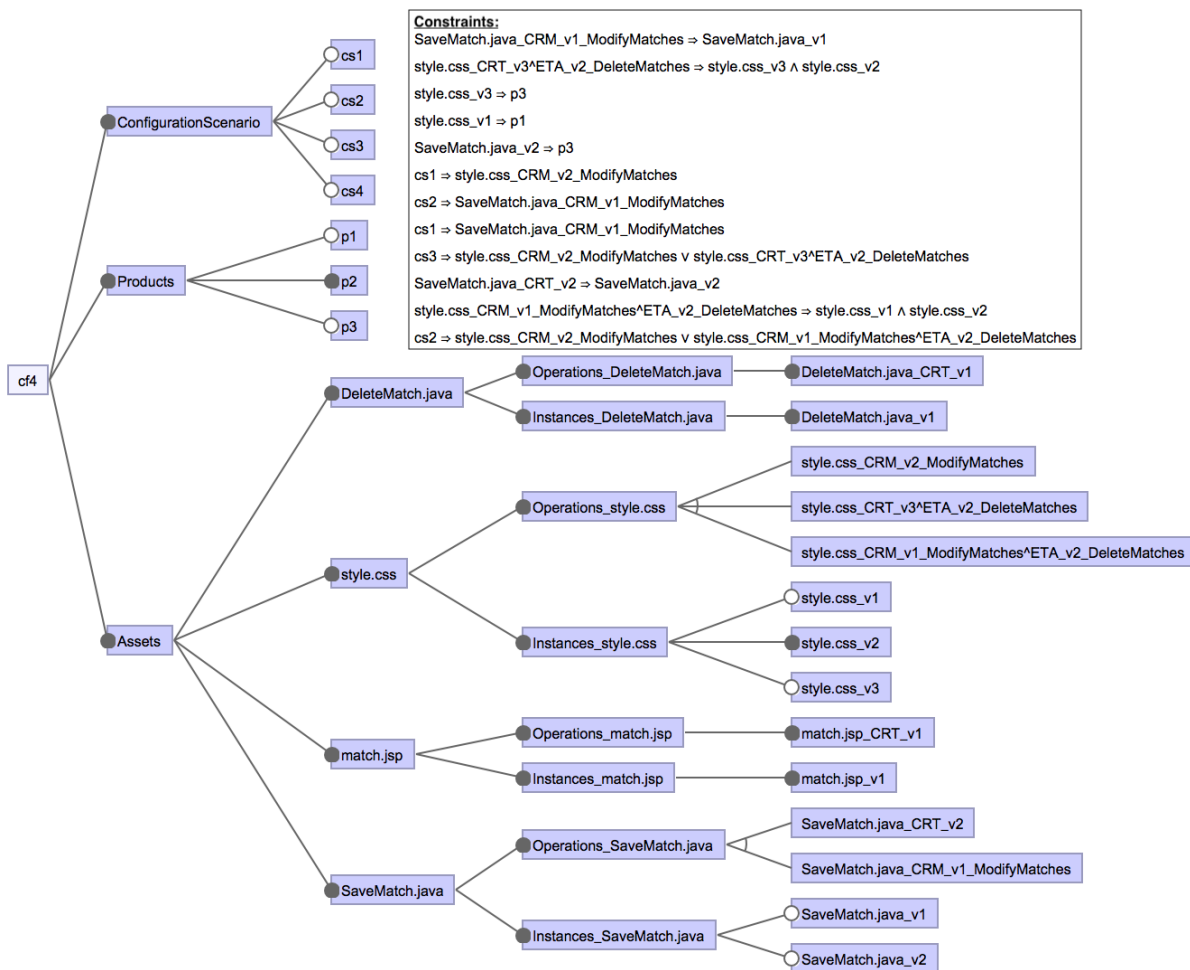 Constraints:
SaveMatch.java_CRM_v1_ModifyMatches ⇒ SaveMatch.java_v1
style.css_CRT_v3^ETA_v2_DeleteMatches ⇒ style.css_v3 ∧ style.css_v2
style.css_v3 ⇒ p3
style.css_v1 ⇒ p1
SaveMatch.java_v2 ⇒ p3
cs1 ⇒ style.css_CRM_v2_ModifyMatches
cs2 ⇒ SaveMatch.java_CRM_v1_ModifyMatches
cs1 ⇒ SaveMatch.java_CRM_v1_ModifyMatches
cs3 ⇒ style.css_CRM_v2_ModifyMatches ∨ style.css_CRT_v3^ETA_v2_DeleteMatches
SaveMatch.java_CRT_v2 ⇒ SaveMatch.java_v2
style.css_CRM_v1_ModifyMatches^ETA_v2_DeleteMatches ⇒ style.css_v1 ∧ style.css_v2
cs2 ⇒ style.css_CRM_v2_ModifyMatches ∨ style.css_CRM_v1_ModifyMatches^ETA_v2_DeleteMatches
cf4
ConfigurationScenario
cs1
cs2
cs3
cs4
Products
p1
p2
p3
Assets
DeleteMatch.java
Operations_DeleteMatch.java
DeleteMatch.java_CRT_v1
Instances_DeleteMatch.java
DeleteMatch.java_v1
style.css
Operations_style.css
style.css_CRM_v2_ModifyMatches
style.css_CRT_v3^ETA_v2_DeleteMatches
style.css_CRM_v1_ModifyMatches^ETA_v2_DeleteMatches
Instances_style.css
style.css_v1
style.css_v2
style.css_v3
match.jsp
Operations_match.jsp
match.jsp_CRT_v1
Instances_match.jsp
match.jsp_v1
SaveMatch.java
Operations_SaveMatch.java
SaveMatch.java_CRT_v2
SaveMatch.java_CRM_v1_ModifyMatches
Instances_SaveMatch.java
SaveMatch.java_v1
SaveMatch.java_v2